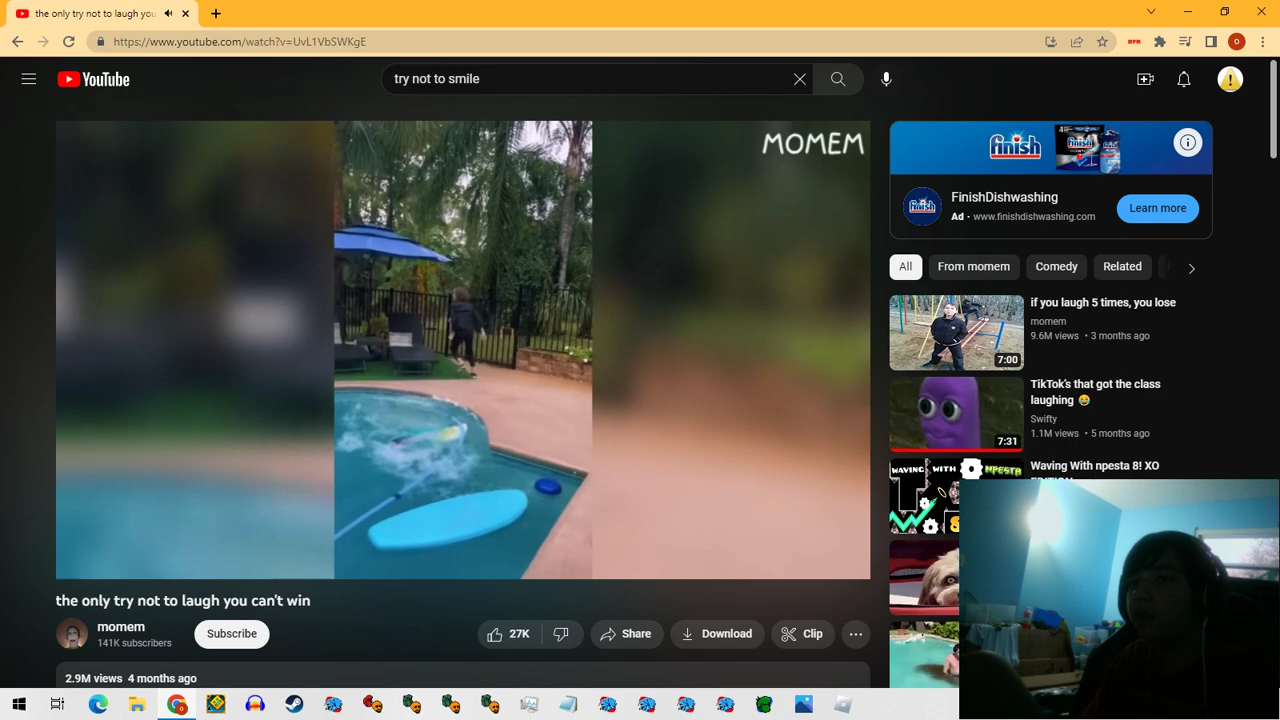 the only try not to laugh you
https://www.youtube.com/watch?v=UvL1VbSWKgE
YouTube
try not to smile
MOMEM
finish
FinishDishwashing
Ad · www.finishdishwashing.com
Learn more
All
From momem
Comedy
Related
if you laugh 5 times, you lose
momem
9.6M views • 3 months ago
7:00
TikTok's that got the class
laughing 😂
Swifty
1.1M views • 5 months ago
7:31
Waving With npesta 8! XO
WAVING WITH NPESTA
the only try not to laugh you can't win
momem
141K subscribers
Subscribe
27K
Share
Download
Clip
2.9M views 4 months ago